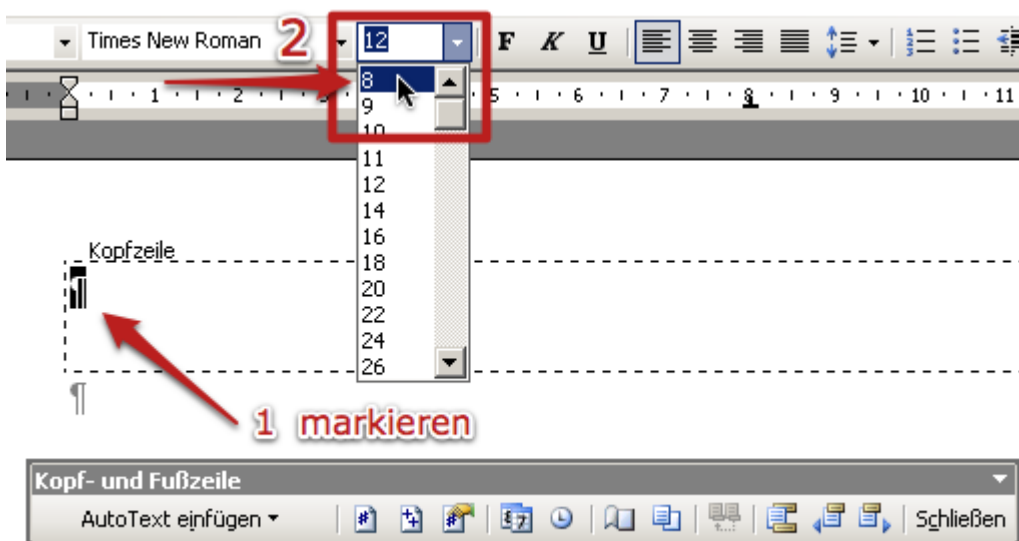 Times New Roman 2 12 F K U
8
1 2 3 5 6 7 8 9 10 11
9
10
11
12
14
16
18
20
22
24
26
Kopfzeile
¶
¶
1 markieren
Kopf- und Fußzeile
AutoText einfügen Schließen